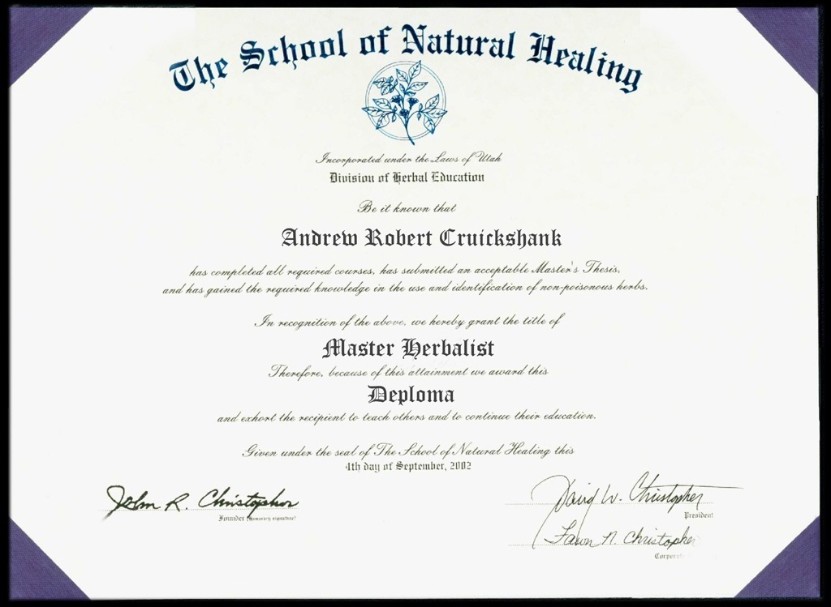 The School of Natural Healing
Incorporated under the Laws of Utah
Division of Herbal Education
Be it known that
Andrew Robert Cruickshank
has completed all required courses, has submitted an acceptable Master's Thesis,
and has gained the required knowledge in the use and identification of non-poisonous herbs.
In recognition of the above, we hereby grant the title of
Master Herbalist
Therefore, because of this attainment we award this
Deploma
and exhort the recipient to teach others and to continue their education.
Given under the seal of The School of Natural Healing this
4th day of September, 2002
John R. Christopher
Founder
David W. Christopher
President
Fawn N. Christopher